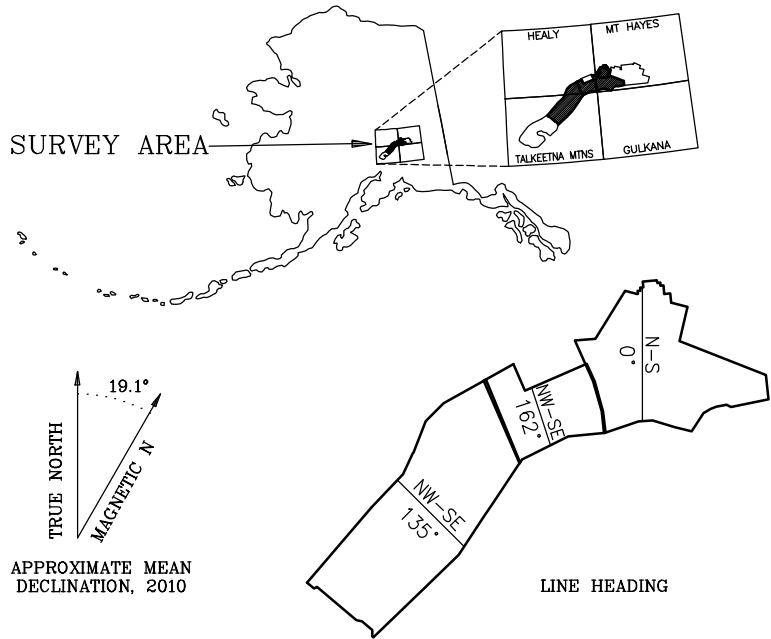 HEALY
MT HAYES
SURVEY AREA
TALKEETNA MTNS
GULKANA
19.1°
TRUE NORTH
MAGNETIC N
APPROXIMATE MEAN
DECLINATION, 2010
N-S
0°
NW-SE
162°
NW-SE
135°
LINE HEADING